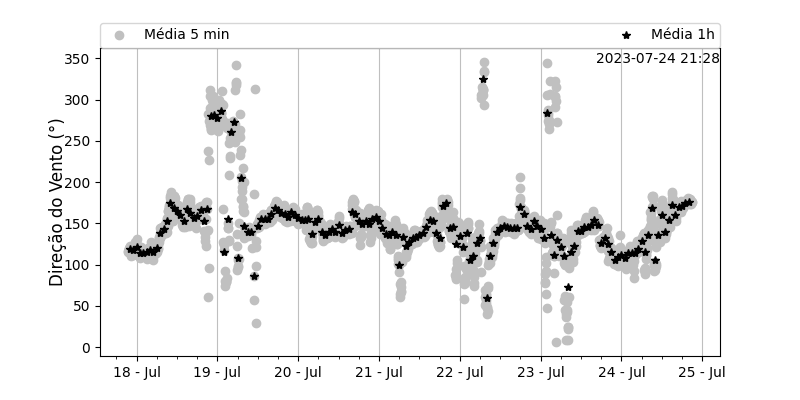 Média 5 min
Média 1h
2023-07-24 21:28
Direção do Vento (°)
350
300
250
200
150
100
50
0
18 - Jul
19 - Jul
20 - Jul
21 - Jul
22 - Jul
23 - Jul
24 - Jul
25 - Jul